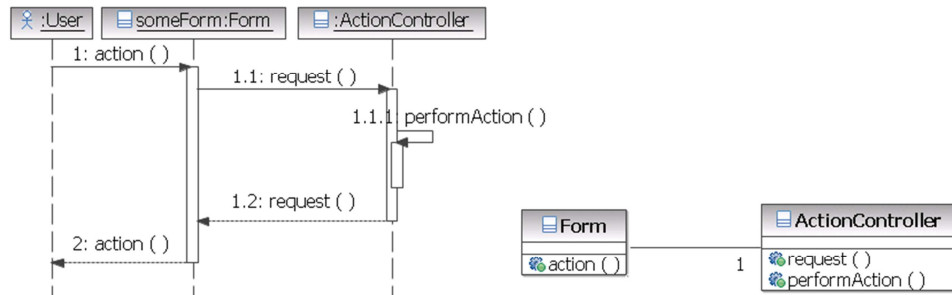 :User
someForm:Form
:ActionController
1: action ( )
1.1: request ( )
1.1.1: performAction ( )
1.2: request ( )
2: action ( )
Form
action ( )
1
ActionController
request ( )
performAction ( )